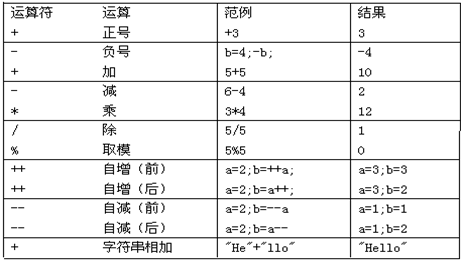 运算符 运算 范例 结果
+ 正号 +3 3
- 负号 b=4;-b; -4
+ 加 5+5 10
- 减 6-4 2
* 乘 3*4 12
/ 除 5/5 1
% 取模 5%5 0
++ 自增（前） a=2;b=++a; a=3;b=3
++ 自增（后） a=2;b=a++; a=3;b=2
-- 自减（前） a=2;b=--a a=1;b=1
-- 自减（后） a=2;b=a-- a=1;b=2
+ 字符串相加 "He"+"llo" "Hello"